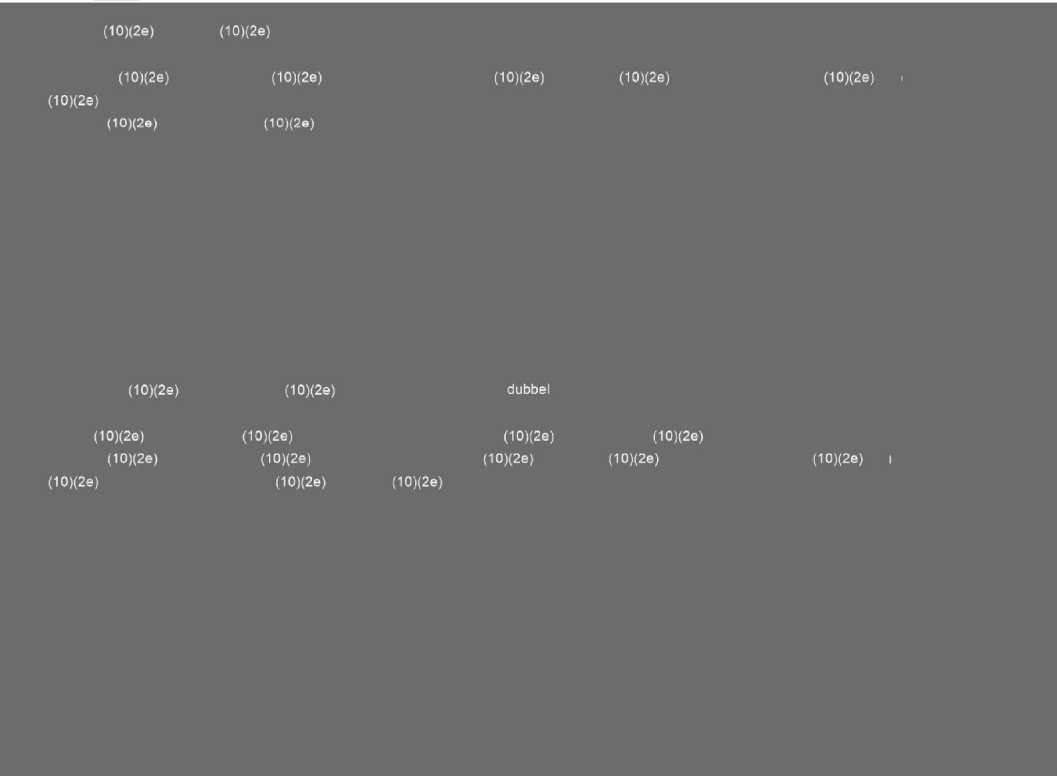 (10)(2e) (10)(2e)
(10)(2e) (10)(2e) (10)(2e) (10)(2e) (10)(2e)
(10)(2e)
(10)(2e) (10)(2e)
(10)(2e) (10)(2e) dubbel
(10)(2e) (10)(2e) (10)(2e) (10)(2e)
(10)(2e) (10)(2e) (10)(2e) (10)(2e) (10)(2e)
(10)(2e) (10)(2e) (10)(2e)